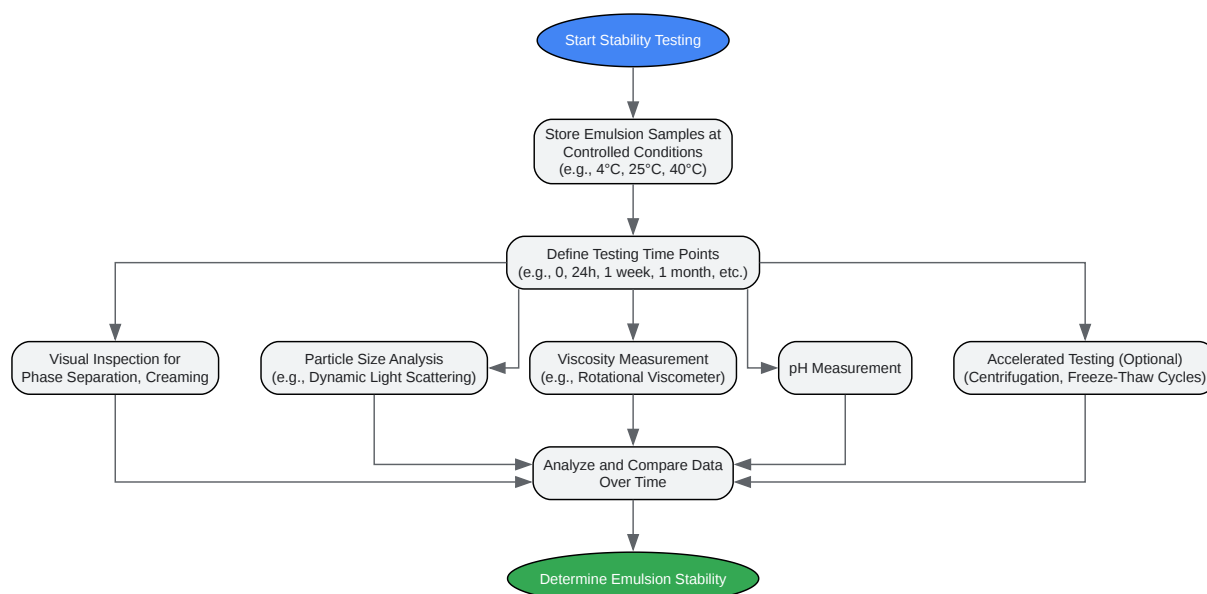 Start Stability Testing
Store Emulsion Samples at
Controlled Conditions
(e.g., 4°C, 25°C, 40°C)
Define Testing Time Points
(e.g., 0, 24h, 1 week, 1 month, etc.)
Visual Inspection for
Phase Separation, Creaming
Particle Size Analysis
(e.g., Dynamic Light Scattering)
Viscosity Measurement
(e.g., Rotational Viscometer)
pH Measurement
Accelerated Testing (Optional)
(Centrifugation, Freeze-Thaw Cycles)
Analyze and Compare Data
Over Time
Determine Emulsion Stability